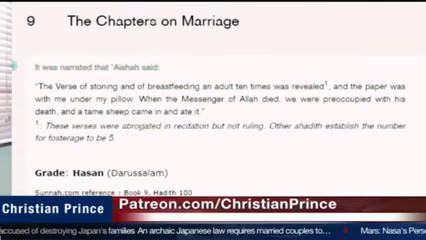 9 The Chapters on Marriage
It was narrated that 'Aishah said:
"The Verse of stoning and of breastfeeding an adult ten times was revealed1, and the paper was
with me under my pillow. When the Messenger of Allah died, we were preoccupied with his
death, and a tame sheep came in and ate it."
1: These verses were abrogated in recitation but not ruling. Other ahadith establish the number
for fosterage to be 5.
Grade: Hasan (Darussalam)
Sunnah.com reference : Book 9, Hadith 100
Christian Prince Patreon.com/ChristianPrince
accused of destroying Japan's families An archaic Japanese law requires married couples to... Mars: Nasa's Pers